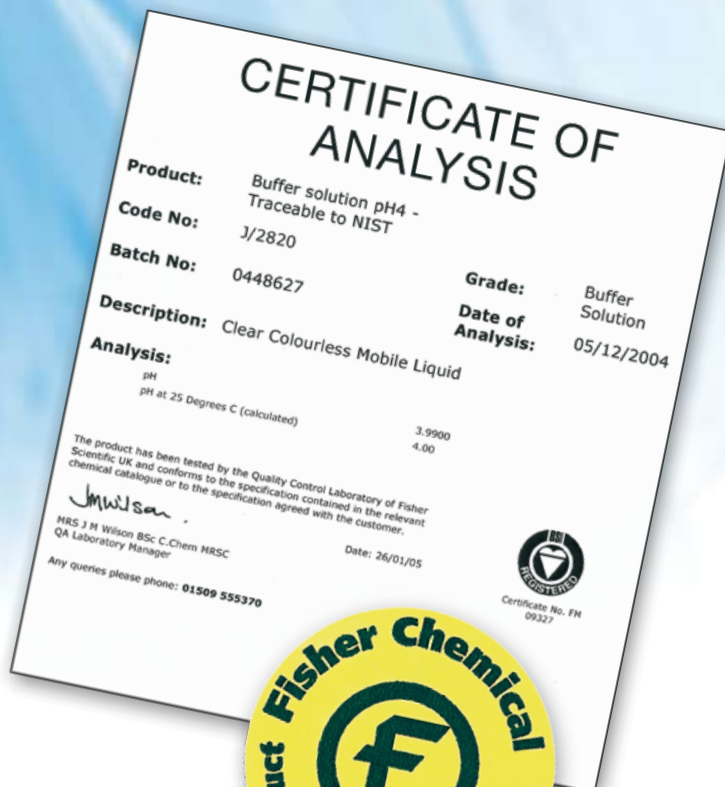 CERTIFICATE OF
ANALYSIS
Product: Buffer solution pH4 -
Traceable to NIST
Code No: J/2820
Batch No: 0448627
Grade: Buffer
Solution
Date of
Analysis: 05/12/2004
Description: Clear Colourless Mobile Liquid
Analysis:
pH 3.9900
pH at 25 Degrees C (calculated) 4.00
The product has been tested by the Quality Control Laboratory of Fisher
Scientific UK and conforms to the specification contained in the relevant
chemical catalogue or to the specification agreed with the customer.
JMWilson.
MRS J M Wilson BSc C.Chem MRSC
QA Laboratory Manager
Date: 26/01/05
Any queries please phone: 01509 555370
BSI
REGISTERED
Certificate No. FM
09327
uct Fisher Chemical
F